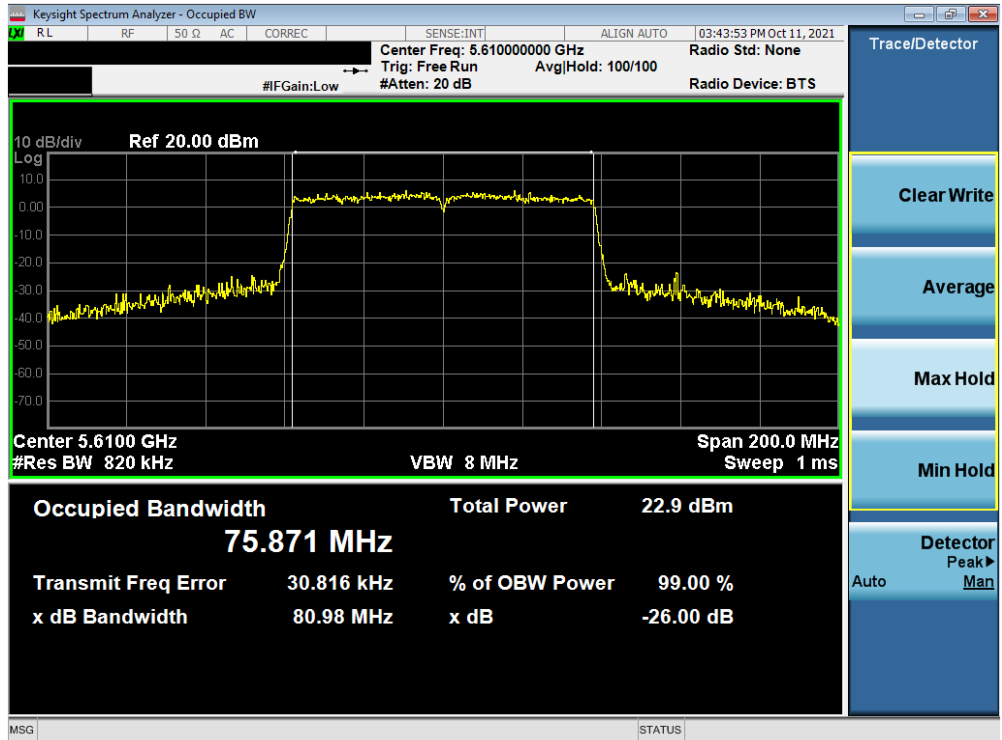 Keysight Spectrum Analyzer - Occupied BW
LXI RL RF 50 Ω AC CORREC SENSE:INT ALIGN AUTO 03:43:53 PM Oct 11, 2021
Center Freq: 5.610000000 GHz Radio Std: None
Trig: Free Run Avg|Hold: 100/100
#IFGain:Low #Atten: 20 dB Radio Device: BTS
10 dB/div Ref 20.00 dBm
Log
10.0
0.00
-10.0
-20.0
-30.0
-40.0
-50.0
-60.0
-70.0
Center 5.6100 GHz Span 200.0 MHz
#Res BW 820 kHz VBW 8 MHz Sweep 1 ms
Occupied Bandwidth Total Power 22.9 dBm
75.871 MHz
Transmit Freq Error 30.816 kHz % of OBW Power 99.00 %
x dB Bandwidth 80.98 MHz x dB -26.00 dB
MSG STATUS
Trace/Detector
Clear Write
Average
Max Hold
Min Hold
Detector
Peak▶
Auto Man